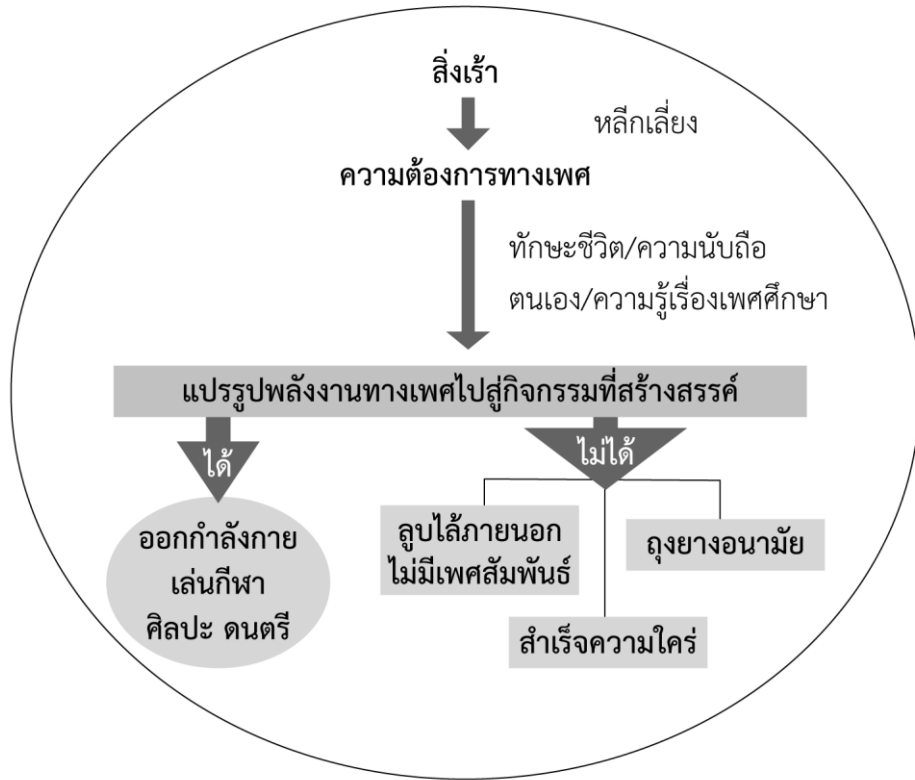 สิ่งเร้า
หลีกเลี่ยง
ความต้องการทางเพศ
ทักษะชีวิต/ความนับถือ
ตนเอง/ความรู้เรื่องเพศศึกษา
แปรรูปพลังงานทางเพศไปสู่กิจกรรมที่สร้างสรรค์
ได้
ไม่ได้
ออกกำลังกาย
เล่นกีฬา
ศิลปะ ดนตรี
ลูบไล้ภายนอก
ไม่มีเพศสัมพันธ์
ถุงยางอนามัย
สำเร็จความใคร่